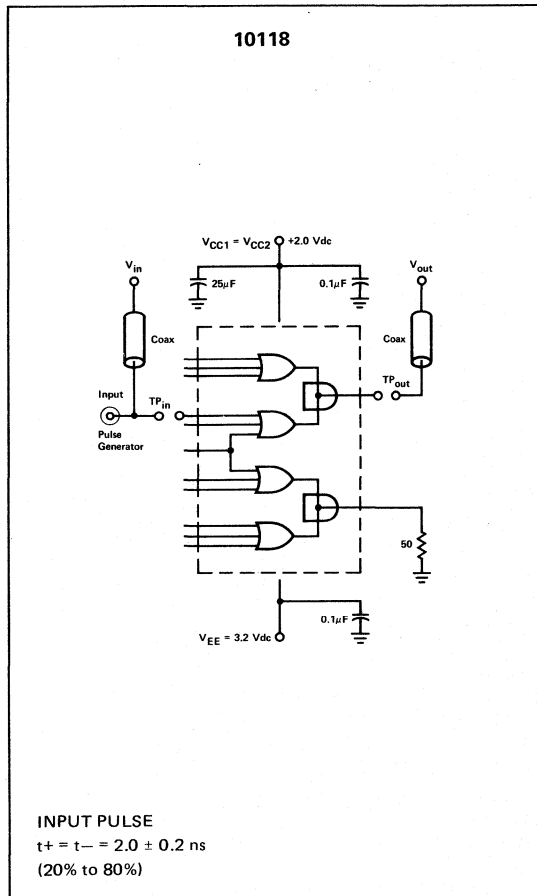 10118
V_CC1 = V_CC2 +2.0 Vdc
V_in
25μF
0.1μF
V_out
Coax
Coax
Input
TP_in
TP_out
Pulse
Generator
50
0.1μF
V_EE = 3.2 Vdc
INPUT PULSE
t+ = t− = 2.0 ± 0.2 ns
(20% to 80%)